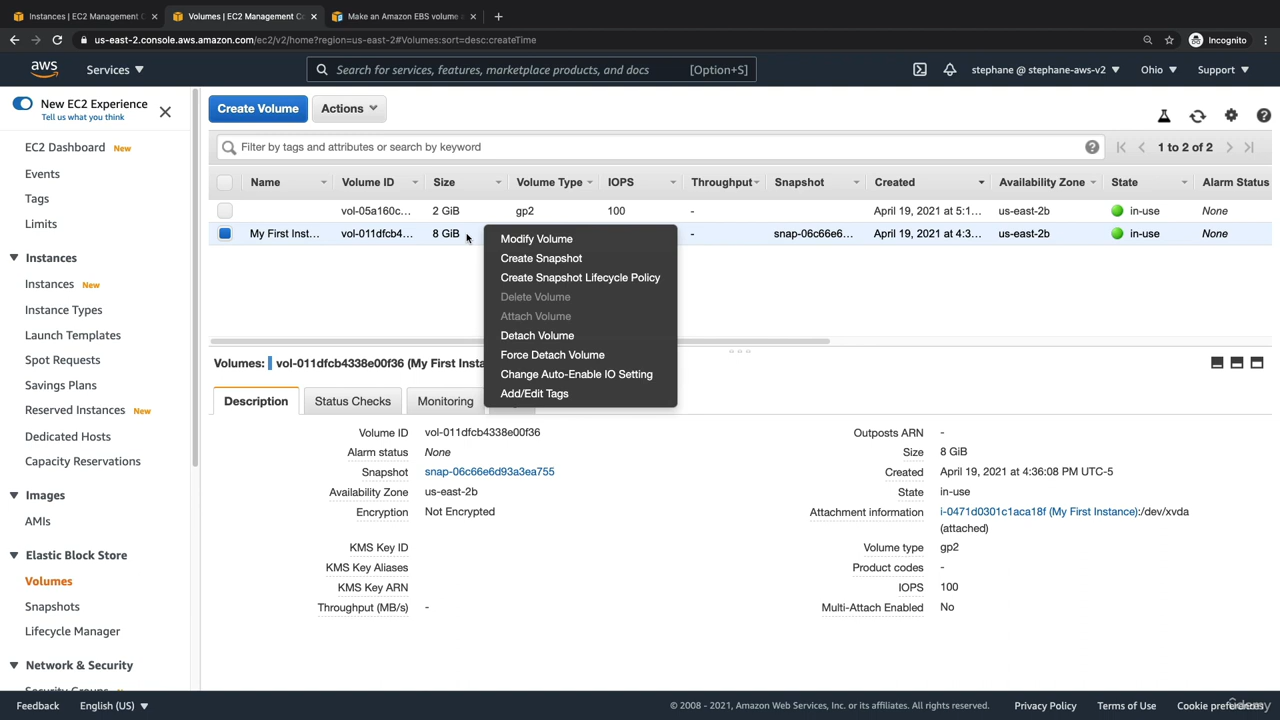 Instances | EC2 Management C
Volumes | EC2 Management Co
Make an Amazon EBS volume a
us-east-2.console.aws.amazon.com/ec2/v2/home?region=us-east-2#Volumes:sort=desc:createTime
Incognito
aws
Services
Search for services, features, marketplace products, and docs
[Option+S]
stephane @ stephane-aws-v2
Ohio
Support
New EC2 Experience
Tell us what you think
Create Volume
Actions
Filter by tags and attributes or search by keyword
1 to 2 of 2
Name Volume ID Size Volume Type IOPS Throughput Snapshot Created Availability Zone State Alarm Status
vol-05a160c... 2 GiB gp2 100 - April 19, 2021 at 5:1... us-east-2b in-use None
My First Inst... vol-011dfcb4... 8 GiB - snap-06c66e6... April 19, 2021 at 4:3... us-east-2b in-use None
Modify Volume
Create Snapshot
Create Snapshot Lifecycle Policy
Delete Volume
Attach Volume
Detach Volume
Force Detach Volume
Change Auto-Enable IO Setting
Add/Edit Tags
EC2 Dashboard New
Events
Tags
Limits
Instances
Instances New
Instance Types
Launch Templates
Spot Requests
Savings Plans
Reserved Instances New
Dedicated Hosts
Capacity Reservations
Images
AMIs
Elastic Block Store
Volumes
Snapshots
Lifecycle Manager
Network & Security
Volumes: vol-011dfcb4338e00f36 (My First Insta
Description
Status Checks
Monitoring
Volume ID vol-011dfcb4338e00f36
Alarm status None
Snapshot snap-06c66e6d93a3ea755
Availability Zone us-east-2b
Encryption Not Encrypted
KMS Key ID
KMS Key Aliases
KMS Key ARN
Throughput (MB/s) -
Outposts ARN -
Size 8 GiB
Created April 19, 2021 at 4:36:08 PM UTC-5
State in-use
Attachment information i-0471d0301c1aca18f (My First Instance):/dev/xvda
(attached)
Volume type gp2
Product codes -
IOPS 100
Multi-Attach Enabled No
Feedback
English (US)
© 2008 - 2021, Amazon Web Services, Inc. or its affiliates. All rights reserved.
Privacy Policy
Terms of Use
Cookie preferences